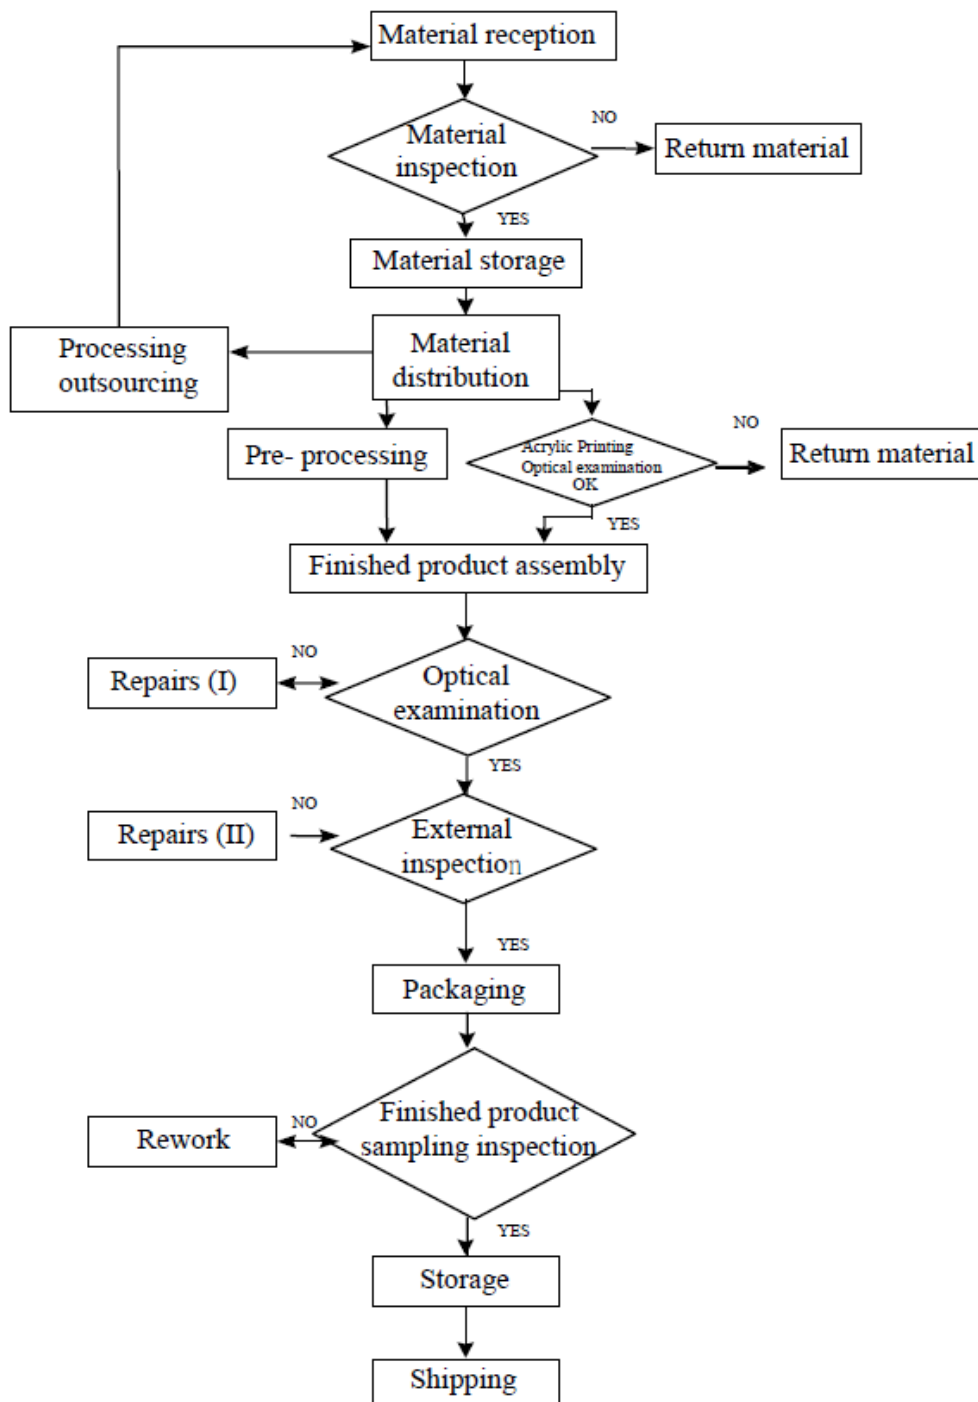 Material reception
NO
Material
inspection
Return material
YES
Material storage
Processing
outsourcing
Material
distribution
NO
Pre- processing
Acrylic Printing
Optical examination
OK
Return material
YES
Finished product assembly
NO
Repairs (I)
Optical
examination
YES
NO
Repairs (II)
External
inspection
YES
Packaging
Finished product
sampling inspection
NO
Rework
YES
Storage
Shipping